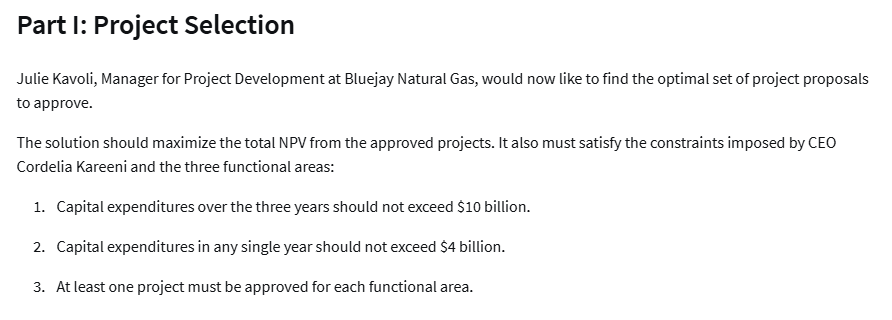 Part I: Project Selection
Julie Kavoli, Manager for Project Development at Bluejay Natural Gas, would now like to find the optimal set of project proposals
to approve.
The solution should maximize the total NPV from the approved projects. It also must satisfy the constraints imposed by CEO
Cordelia Kareeni and the three functional areas:
1. Capital expenditures over the three years should not exceed $10 billion.
2. Capital expenditures in any single year should not exceed $4 billion.
3. At least one project must be approved for each functional area.